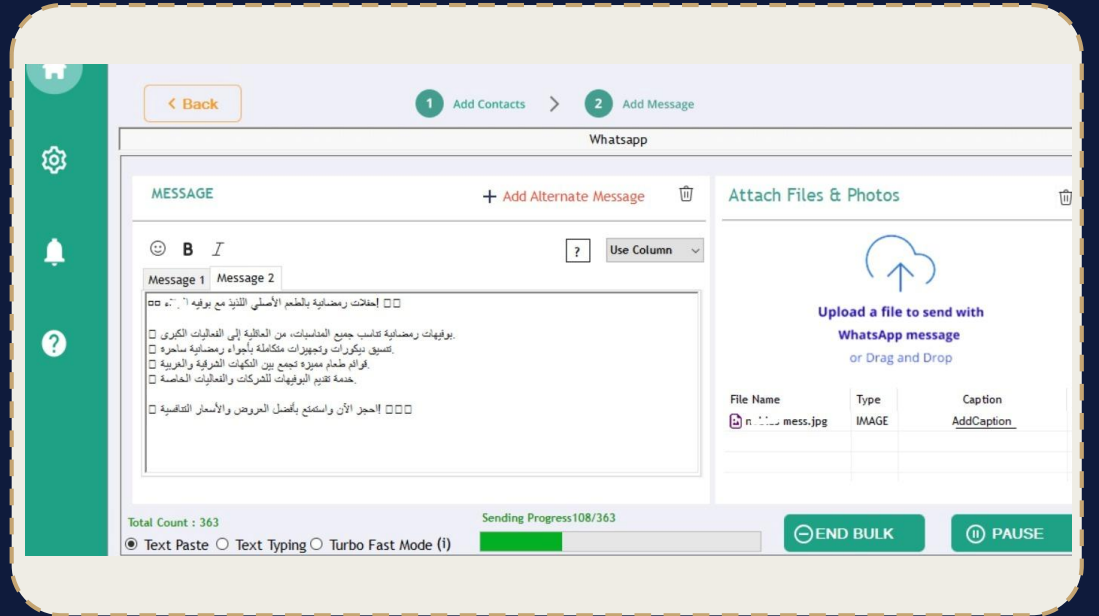 Back
1 Add Contacts > 2 Add Message
Whatsapp
MESSAGE
+ Add Alternate Message
B I
? Use Column
Message 1 Message 2
إحفلات رمضانية بالطعم الأصلي اللذيذ مع بوفيه
بوفيهات رمضانية تناسب جميع المناسبات، من العائلية إلى الفعاليات الكبرى.
تنسيق ديكورات وتجهيزات متكاملة بأجواء رمضانية ساحرة.
قوائم طعام مميزة تجمع بين النكهات الشرقية والغربية.
خدمة تقديم البوفيهات للشركات والفعاليات الخاصة.
احجز الآن واستمتع بأفضل العروض والأسعار التنافسية!
Attach Files & Photos
Upload a file to send with
WhatsApp message
or Drag and Drop
File Name Type Caption
mess.jpg IMAGE AddCaption
Total Count : 363
Sending Progress108/363
Text Paste Text Typing Turbo Fast Mode (i)
END BULK
PAUSE